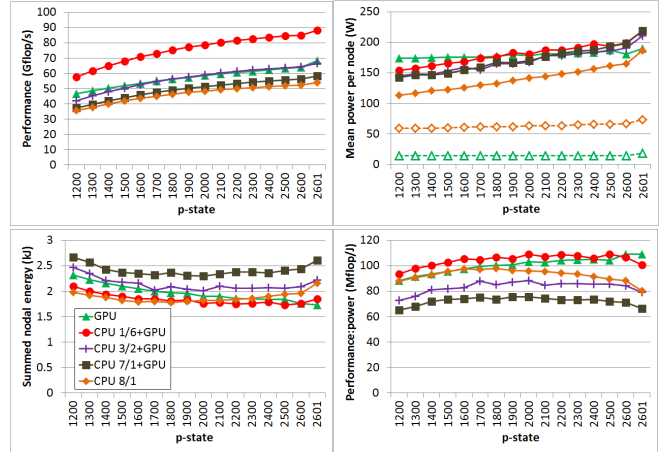 Performance (Gflop/s)
100
90
80
70
60
50
40
30
20
10
0
1200 1300 1400 1500 1600 1700 1800 1900 2000 2100 2200 2300 2400 2500 2600 2601
p-state
Mean power per node (W)
250
200
150
100
50
0
1200 1300 1400 1500 1600 1700 1800 1900 2000 2100 2200 2300 2400 2500 2600 2601
p-state
Summed nodal energy (kJ)
3
2.5
2
1.5
1
0.5
0
GPU
CPU 1/6+GPU
CPU 3/2+GPU
CPU 7/1+GPU
CPU 8/1
1200 1300 1400 1500 1600 1700 1800 1900 2000 2100 2200 2300 2400 2500 2600 2601
p-state
Performance:power (Mflop/J)
120
100
80
60
40
20
0
1200 1300 1400 1500 1600 1700 1800 1900 2000 2100 2200 2300 2400 2500 2600 2601
p-state